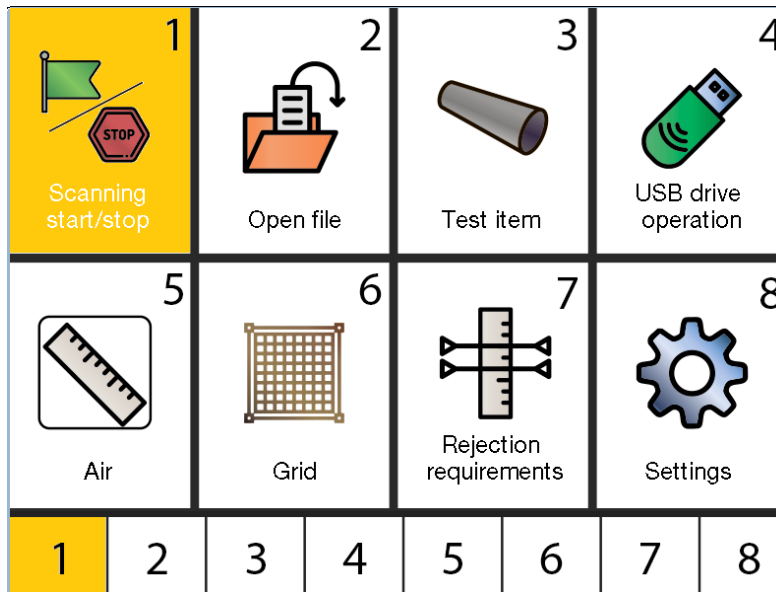 1
2
3
4
STOP
Scanning
start/stop
Open file
Test item
USB drive
operation
5
6
7
8
Air
Grid
Rejection
requirements
Settings
1 2 3 4 5 6 7 8